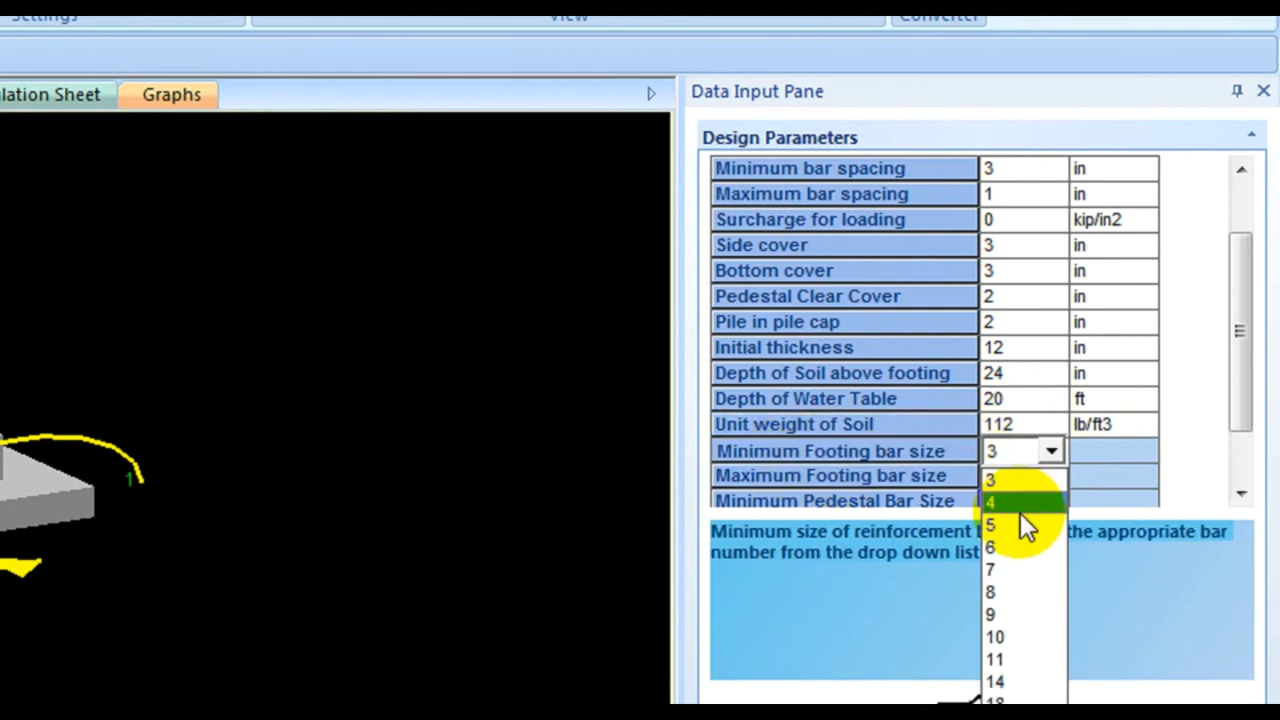 Settings
View
Converter
lation Sheet
Graphs
Data Input Pane
Design Parameters
Minimum bar spacing 3 in
Maximum bar spacing 1 in
Surcharge for loading 0 kip/in2
Side cover 3 in
Bottom cover 3 in
Pedestal Clear Cover 2 in
Pile in pile cap 2 in
Initial thickness 12 in
Depth of Soil above footing 24 in
Depth of Water Table 20 ft
Unit weight of Soil 112 lb/ft3
Minimum Footing bar size 3
Maximum Footing bar size
Minimum Pedestal Bar Size
3
4
5
6
7
8
9
10
11
14
18
Minimum size of reinforcement the appropriate bar
number from the drop down list
1